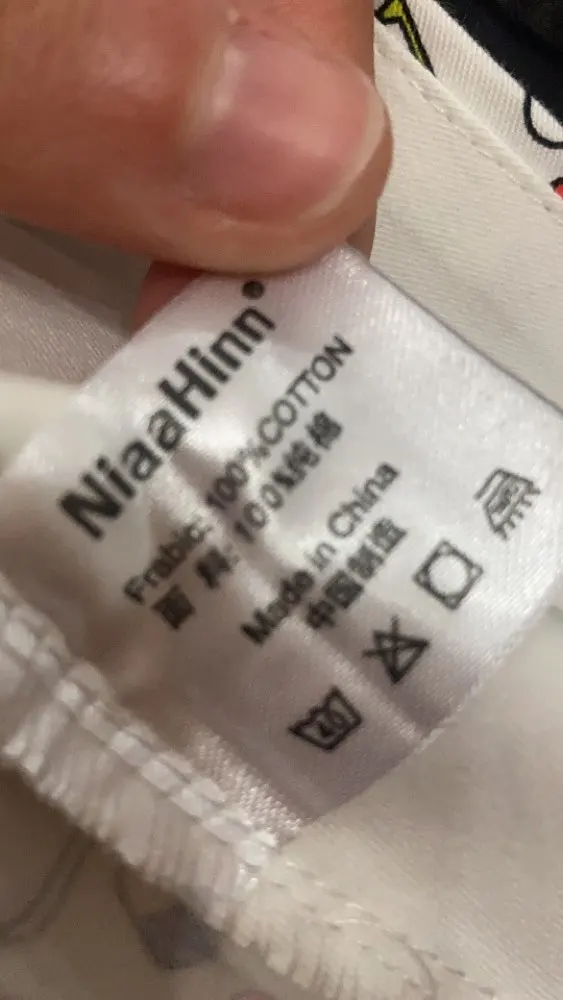 NiaaHinn
Frabic: 100%COTTON
面 料: 100%纯棉
Made in China
中国制造